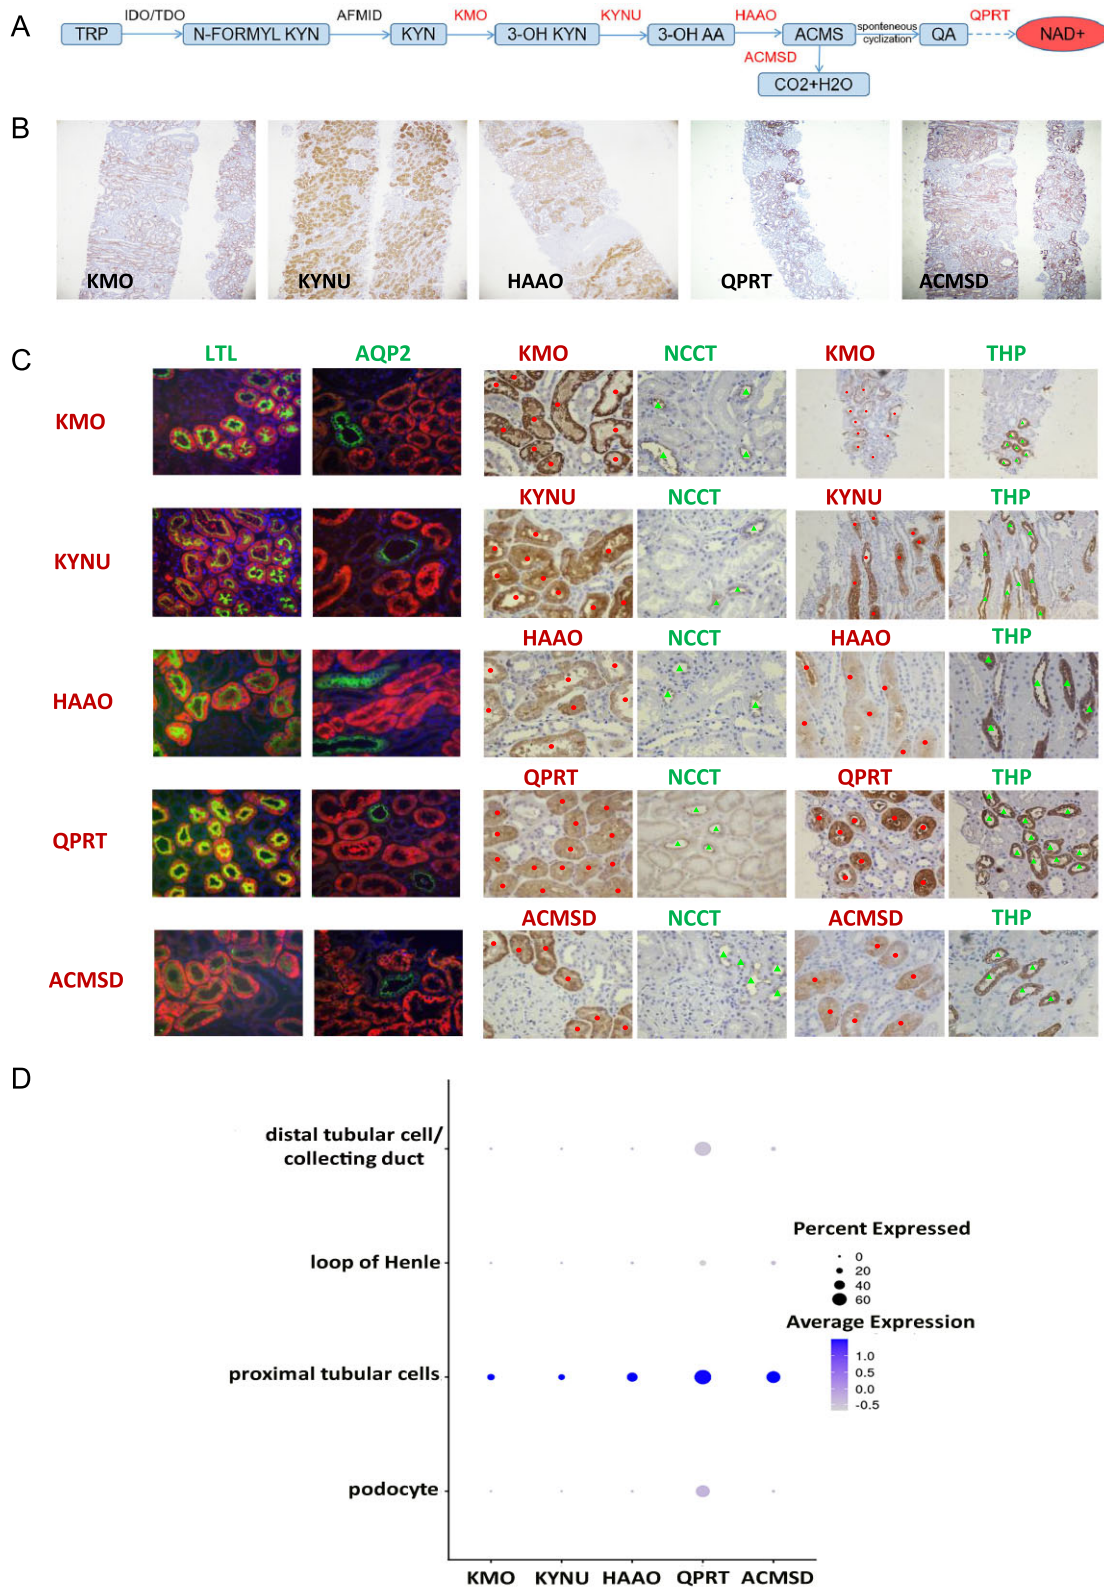 A
IDO/TDO AFMID KMO KYNU HAAO QPRT
TRP N-FORMYL KYN KYN 3-OH KYN 3-OH AA ACMS sponteneous cyclization QA NAD+
ACMSD
CO2+H2O
B
KMO KYNU HAAO QPRT ACMSD
C
LTL AQP2 KMO NCCT KMO THP
KMO
KYNU NCCT KYNU THP
KYNU
HAAO NCCT HAAO THP
HAAO
QPRT NCCT QPRT THP
QPRT
ACMSD NCCT ACMSD THP
ACMSD
D
distal tubular cell/
collecting duct
loop of Henle
proximal tubular cells
podocyte
KMO KYNU HAAO QPRT ACMSD
Percent Expressed
0
20
40
60
Average Expression
1.0
0.5
0.0
-0.5